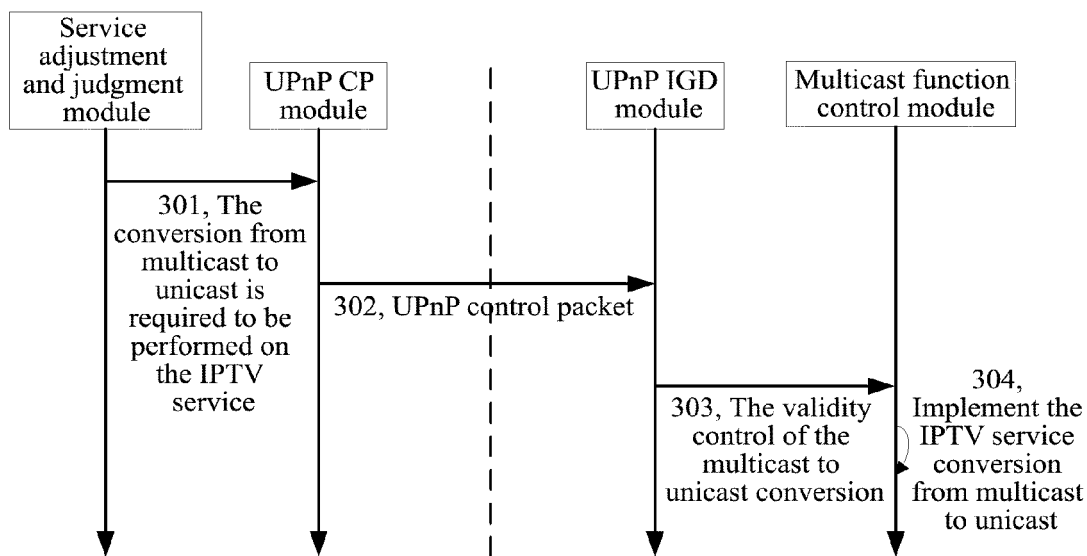 Service
adjustment
and judgment
module
UPnP CP
module
UPnP IGD
module
Multicast function
control module
301, The
conversion from
multicast to
unicast is
required to be
performed on
the IPTV
service
302, UPnP control packet
303, The validity
control of the
multicast to
unicast conversion
304,
Implement the
IPTV service
conversion
from multicast
to unicast